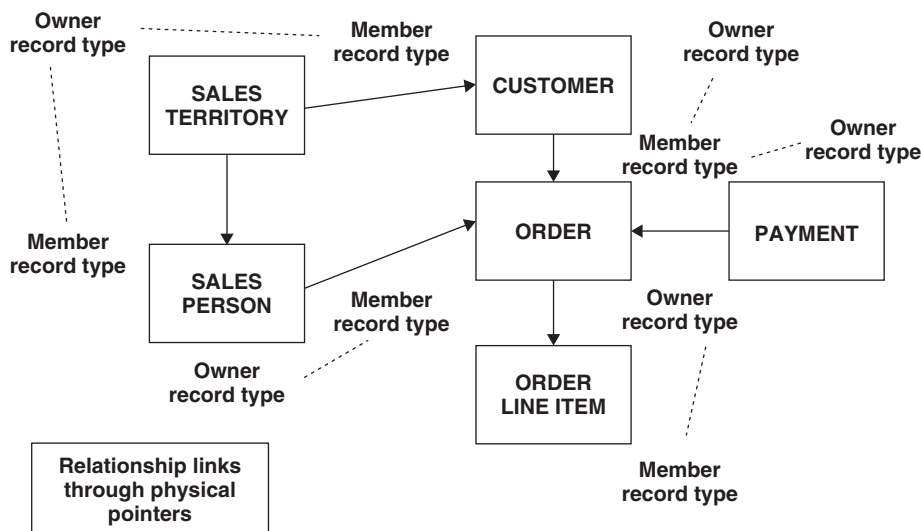 Owner
record type
Member
record type
Owner
record type
SALES
TERRITORY
CUSTOMER
Member
record type
Owner
record type
Member
record type
SALES
PERSON
ORDER
PAYMENT
Member
record type
Owner
record type
Owner
record type
ORDER
LINE ITEM
Member
record type
Relationship links
through physical
pointers